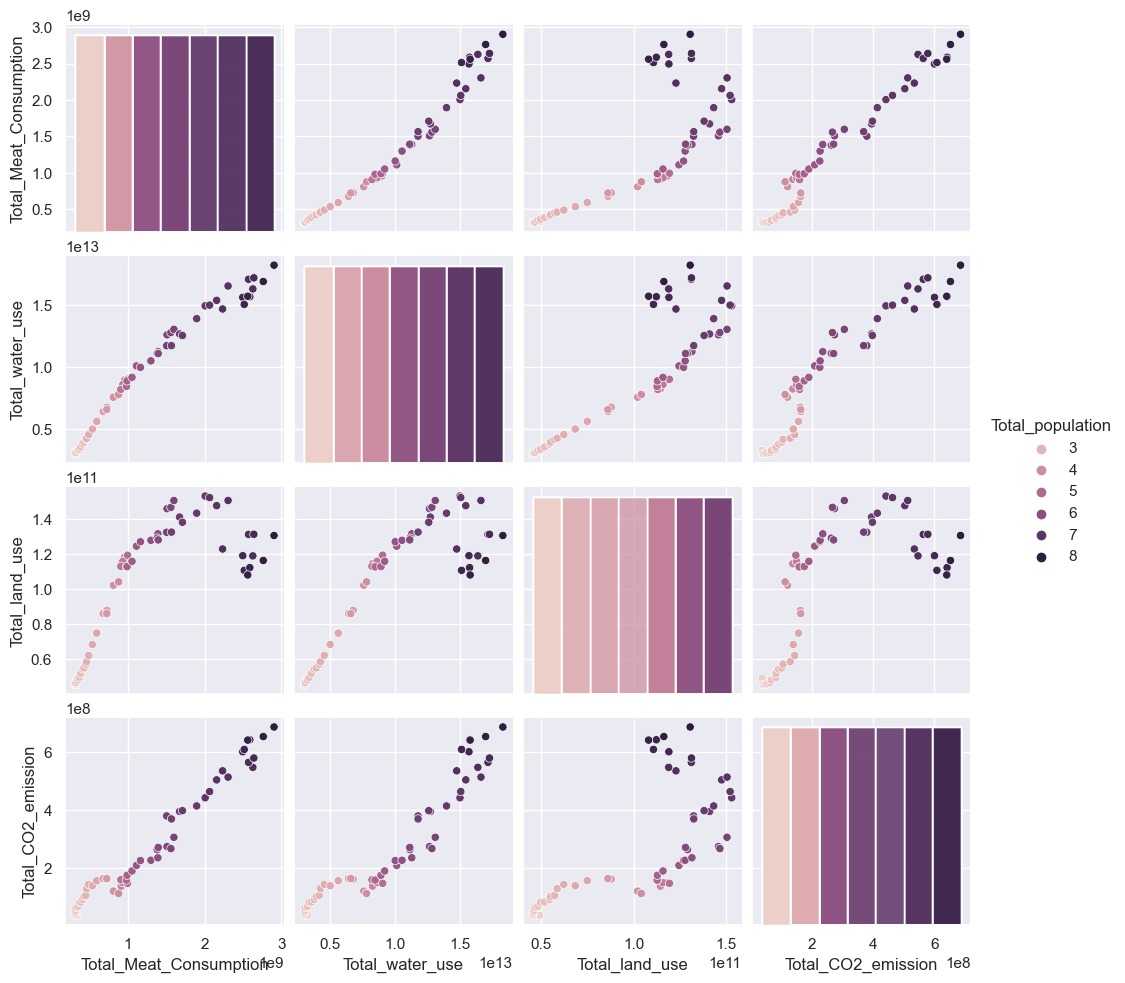 1e9
3.0
2.5
2.0
1.5
1.0
0.5
Total_Meat_Consumption
1e13
1.5
1.0
0.5
Total_water_use
1e11
1.4
1.2
1.0
0.8
0.6
Total_land_use
1e8
6
4
2
Total_CO2_emission
1 2 3
1e9
Total_Meat_Consumption
0.5 1.0 1.5
1e13
Total_water_use
0.5 1.0 1.5
1e11
Total_land_use
2 4 6
1e8
Total_CO2_emission
Total_population
3
4
5
6
7
8